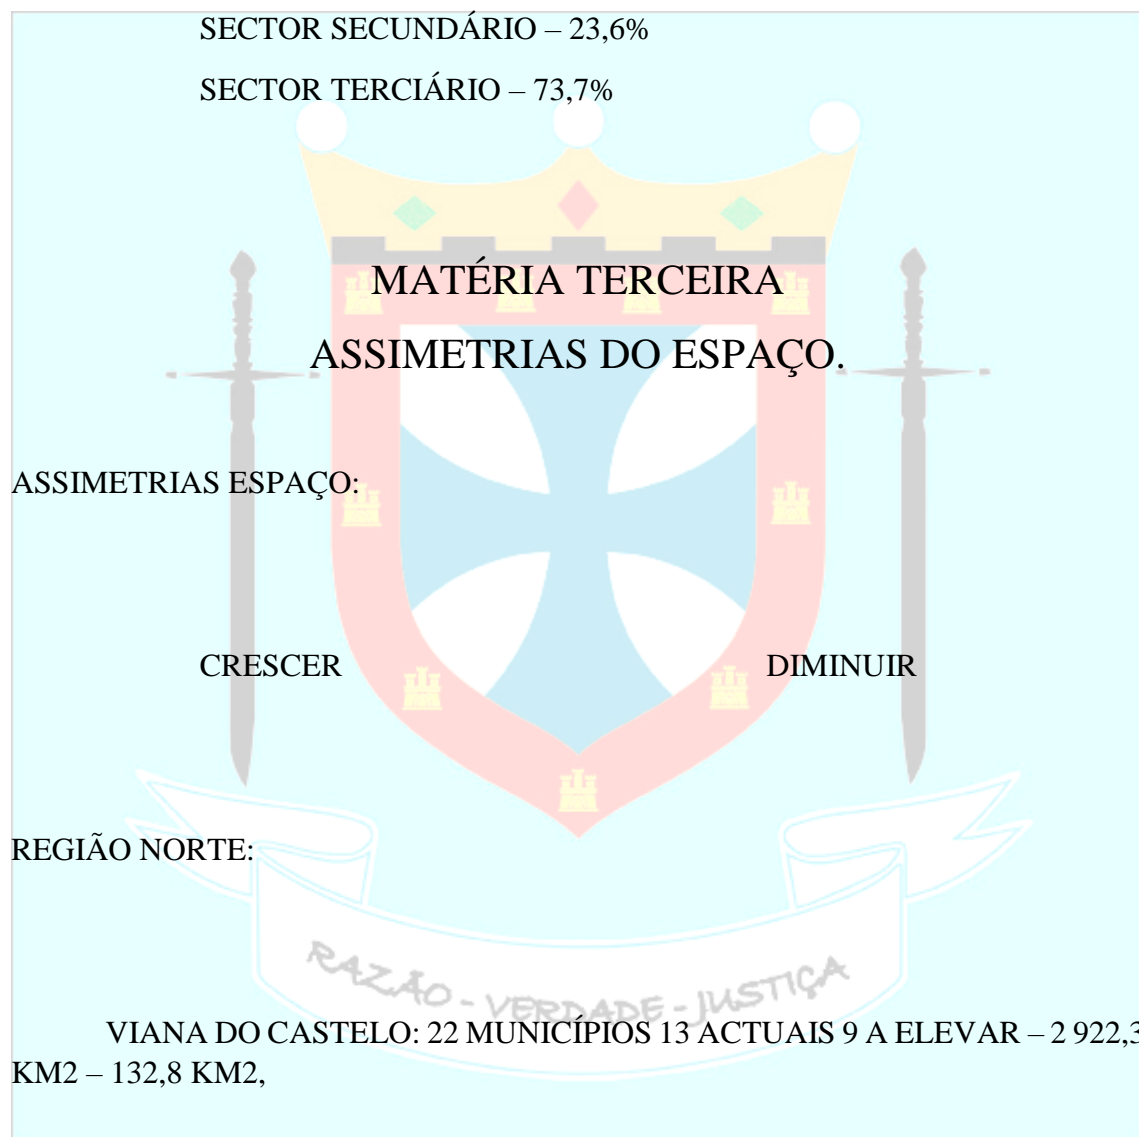 SECTOR SECUNDÁRIO – 23,6%
SECTOR TERCIÁRIO – 73,7%
MATÉRIA TERCEIRA
ASSIMETRIAS DO ESPAÇO.
ASSIMETRIAS ESPAÇO:
CRESCER DIMINUIR
REGIÃO NORTE:
RAZÃO - VERDADE - JUSTIÇA
VIANA DO CASTELO: 22 MUNICÍPIOS 13 ACTUAIS 9 A ELEVAR – 2 922,3
KM2 – 132,8 KM2,